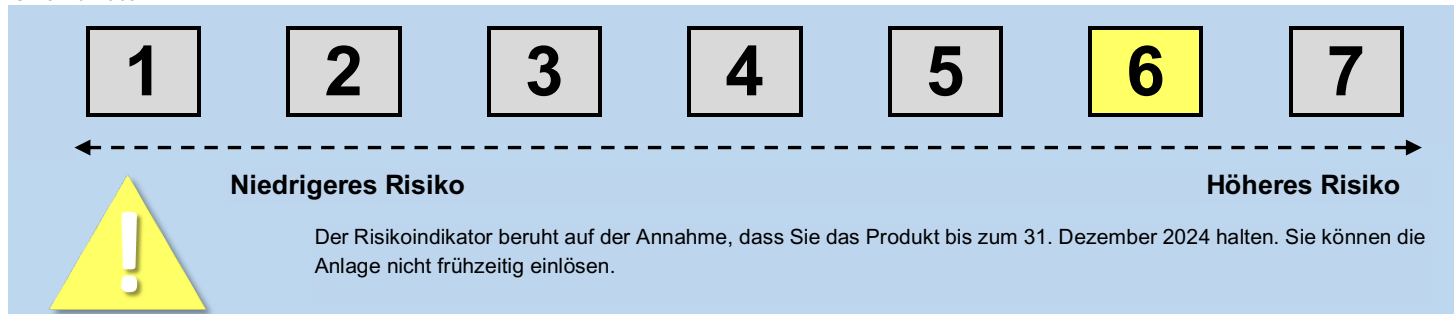 1 2 3 4 5 6 7
Niedrigeres Risiko Höheres Risiko
!
Der Risikoindikator beruht auf der Annahme, dass Sie das Produkt bis zum 31. Dezember 2024 halten. Sie können die
Anlage nicht frühzeitig einlösen.